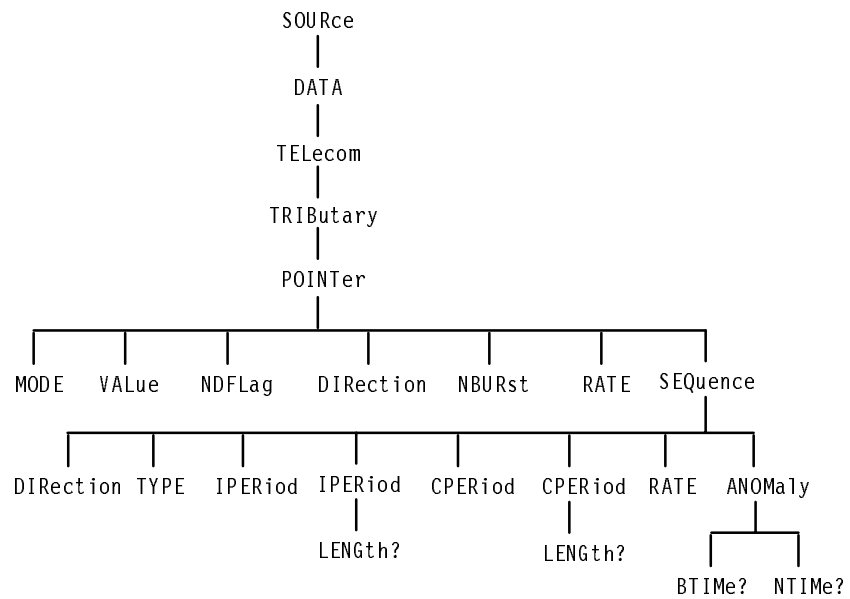 SOURce
DATA
TELecom
TRIButary
POINTer
MODE VALue NDFLag DIRection NBURst RATE SEQuence
DIRection TYPE IPERiod IPERiod CPERiod CPERiod RATE ANOMaly
LENGth? LENGth?
BTIMe? NTIMe?